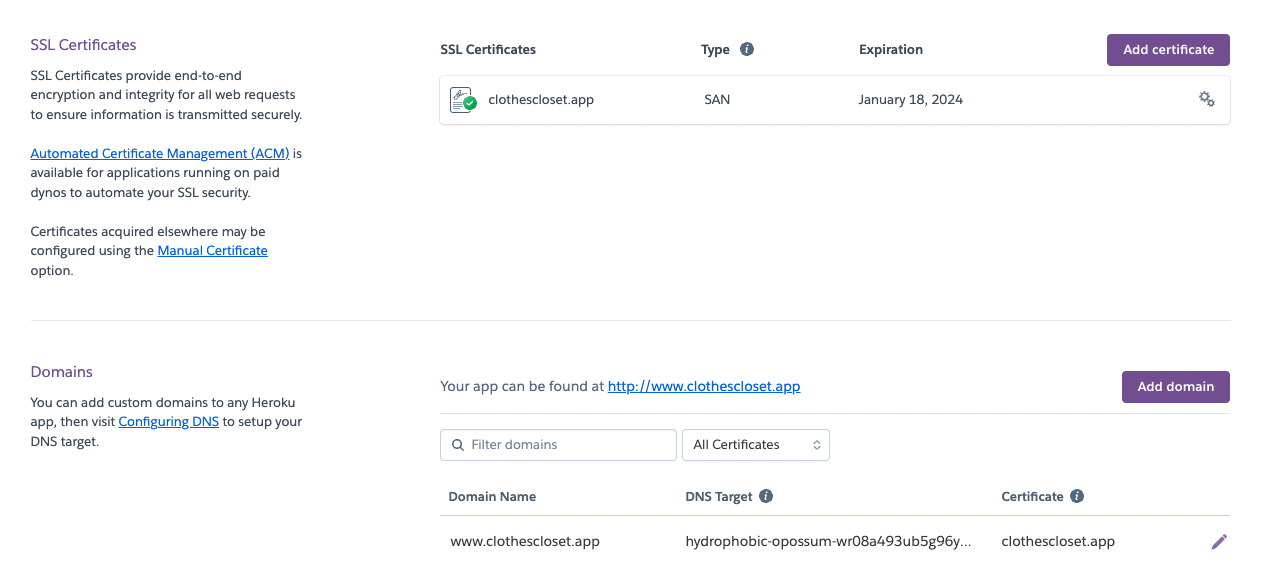 SSL Certificates
SSL Certificates provide end-to-end
encryption and integrity for all web requests
to ensure information is transmitted securely.
Automated Certificate Management (ACM) is
available for applications running on paid
dynos to automate your SSL security.
Certificates acquired elsewhere may be
configured using the Manual Certificate
option.
SSL Certificates Type Expiration Add certificate
clothescloset.app SAN January 18, 2024
Domains
You can add custom domains to any Heroku
app, then visit Configuring DNS to setup your
DNS target.
Your app can be found at http://www.clothescloset.app Add domain
Filter domains All Certificates
Domain Name DNS Target Certificate
www.clothescloset.app hydrophobic-opossum-wr08a493ub5g96y... clothescloset.app